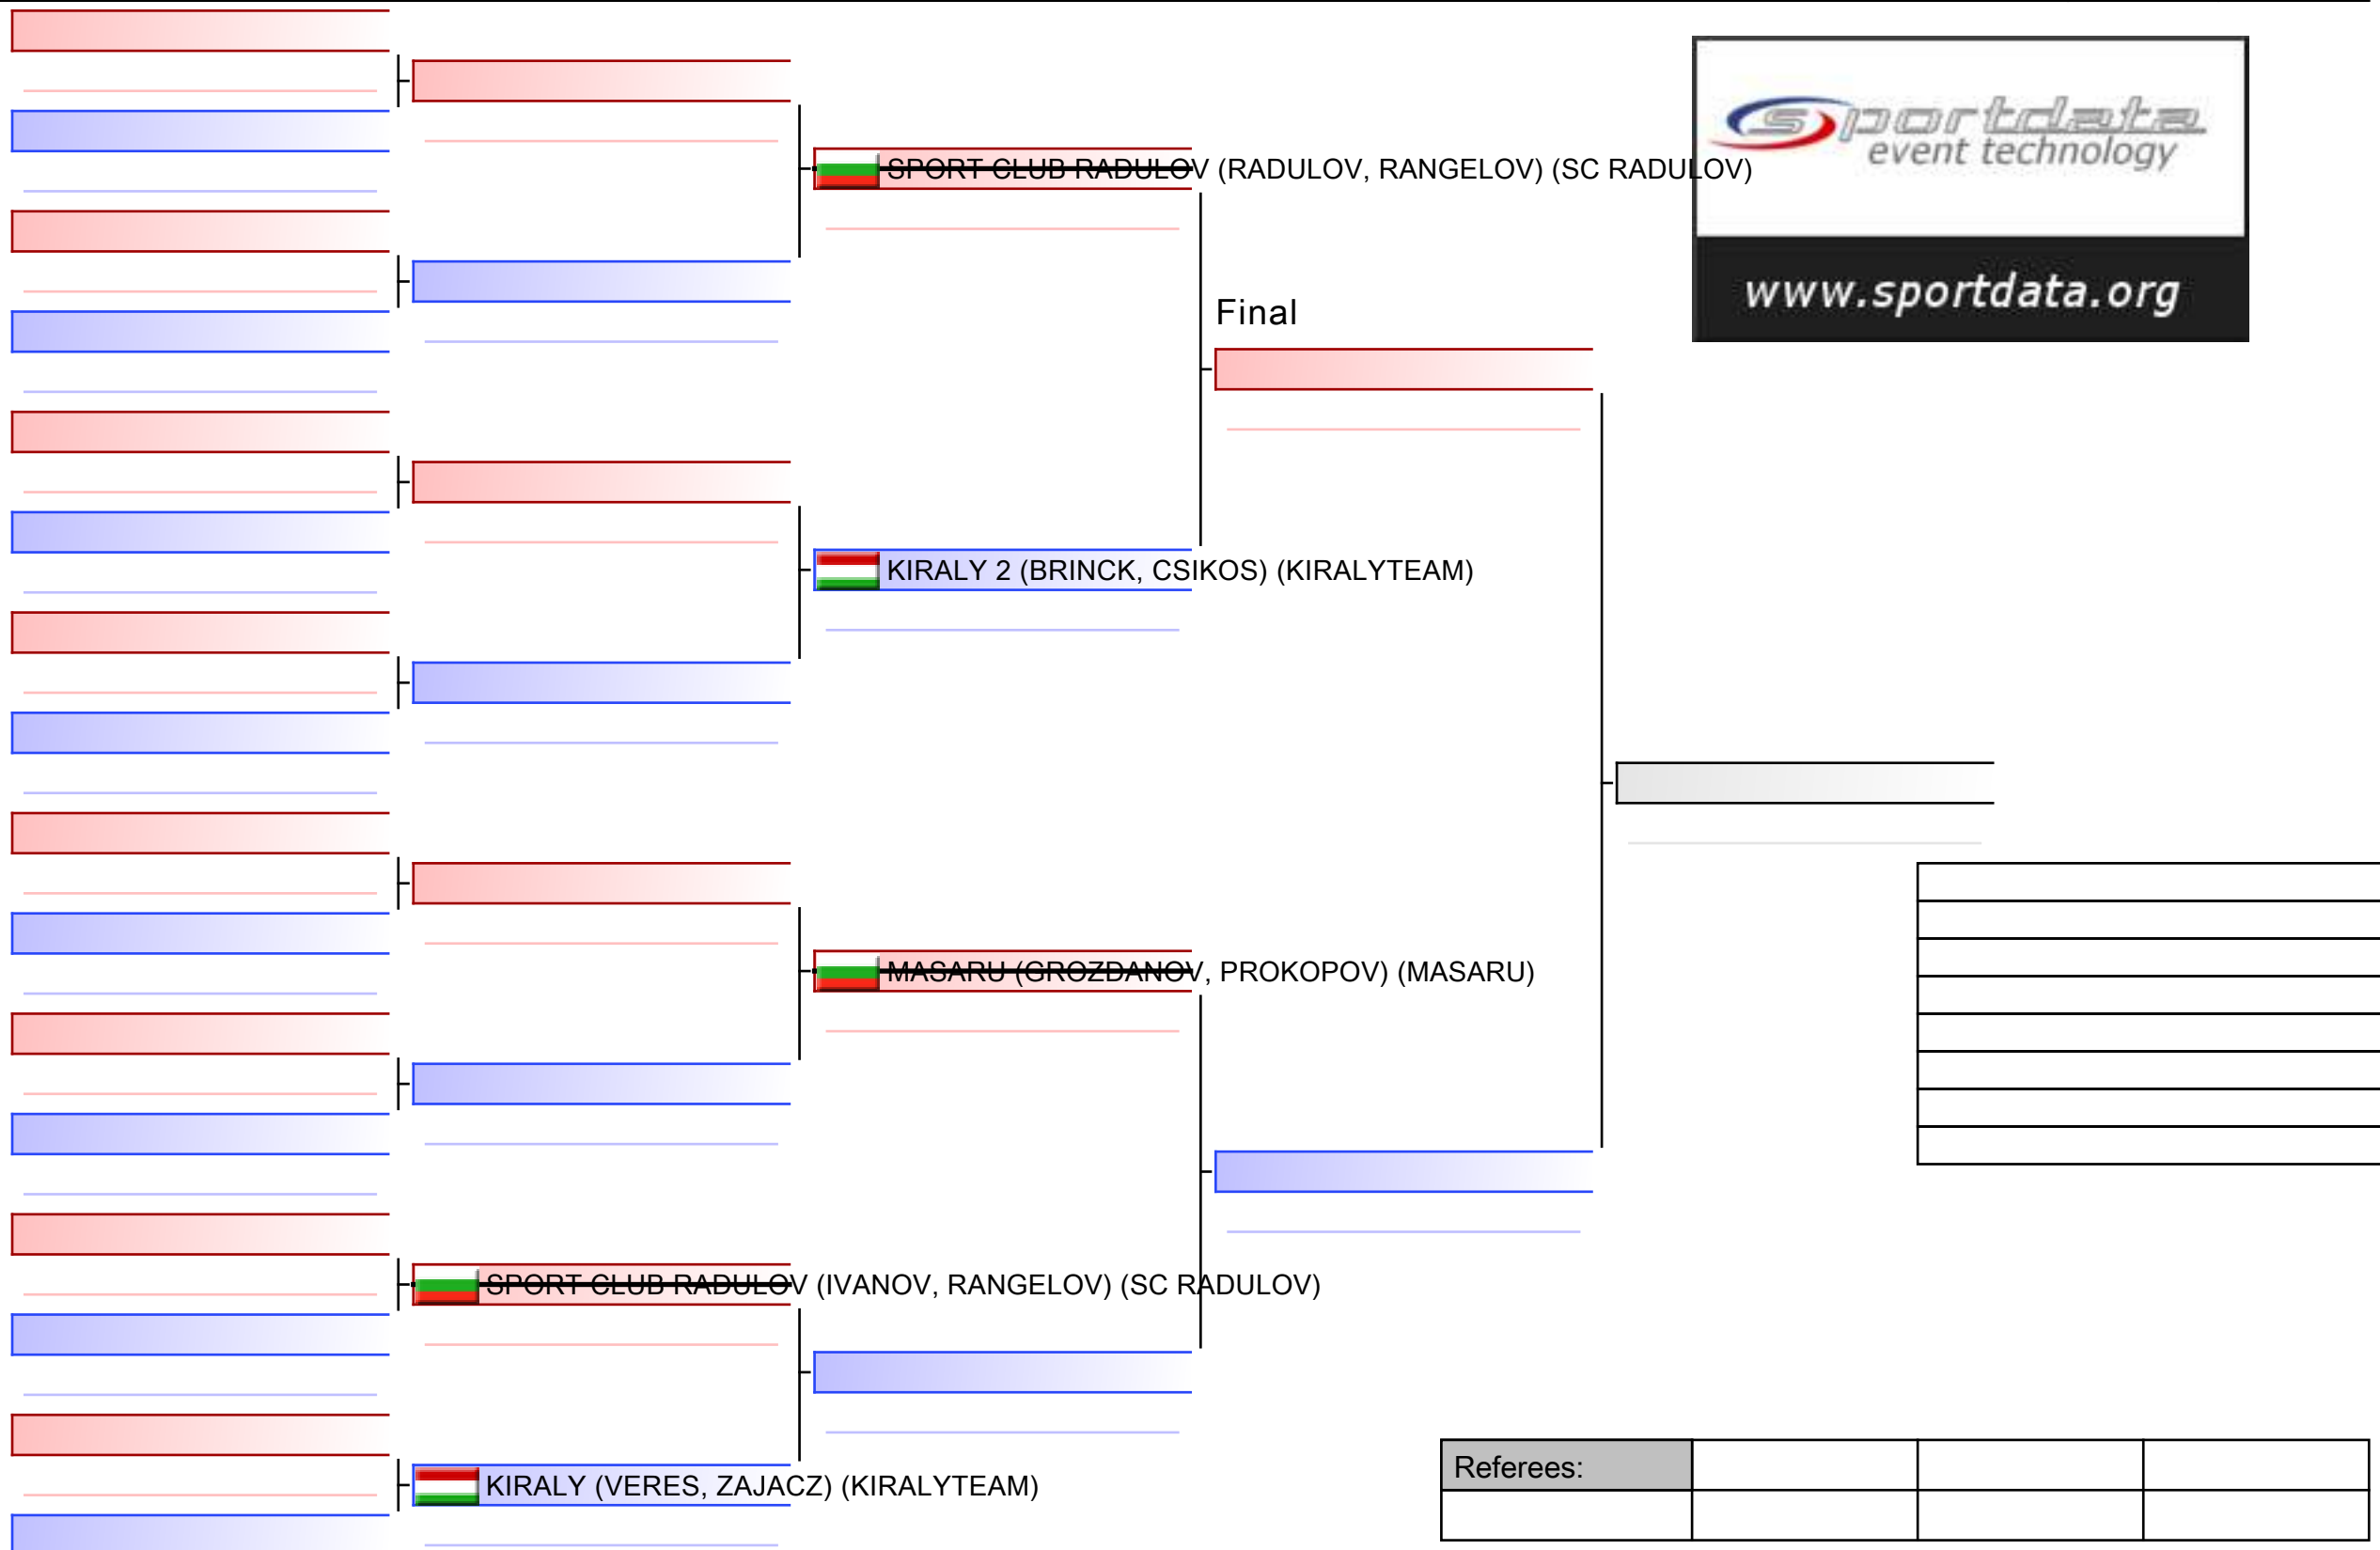 sportdata
event technology
www.sportdata.org
SPORT CLUB RADULOV (RADULOV, RANGELOV) (SC RADULOV)
Final
KIRALY 2 (BRINCK, CSIKOS) (KIRALYTEAM)
MASARU (GROZDANOV, PROKOPOV) (MASARU)
SPORT CLUB RADULOV (IVANOV, RANGELOV) (SC RADULOV)
KIRALY (VERES, ZAJACZ) (KIRALYTEAM)
Referees: